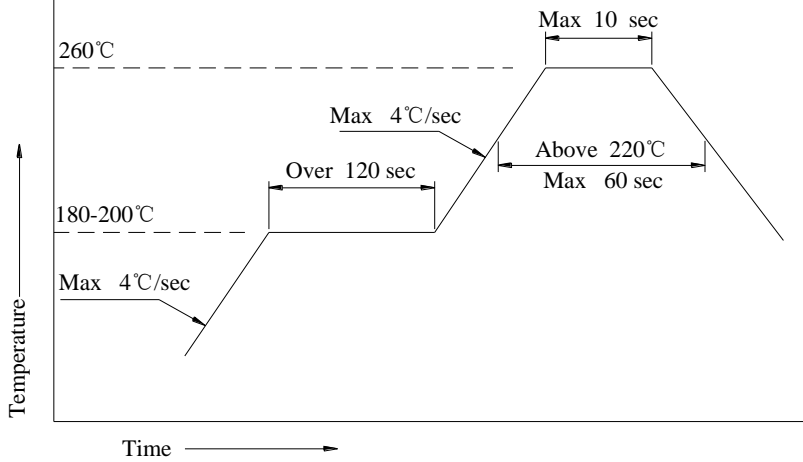 Max 10 sec
260℃
Max 4℃/sec
Above 220℃
Max 60 sec
Over 120 sec
180-200℃
Max 4℃/sec
Temperature
Time